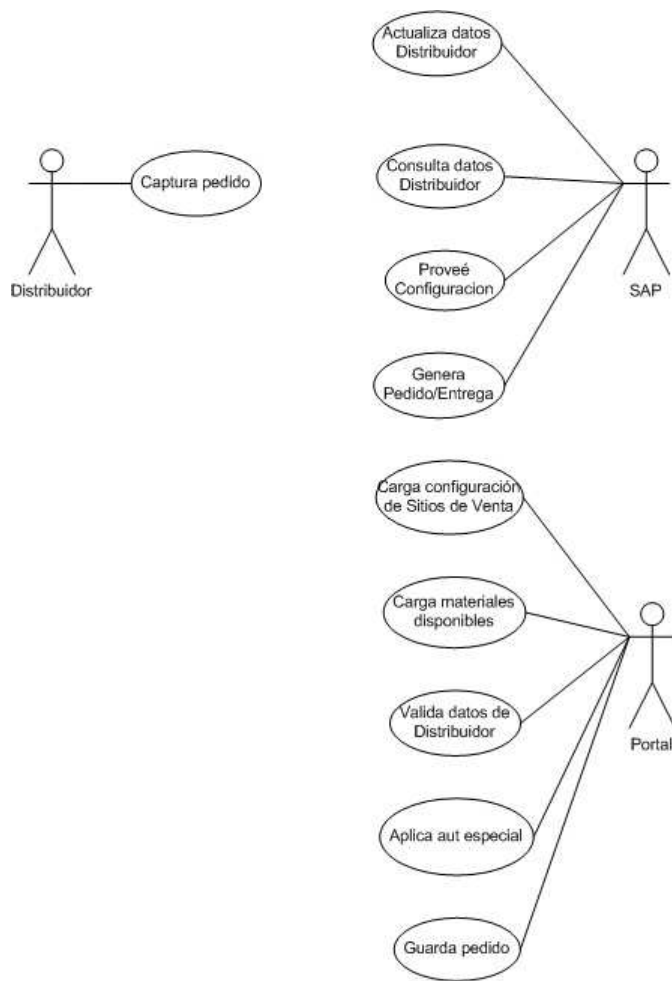 Actualiza datos
Distribuidor
Captura pedido
Consulta datos
Distribuidor
Distribuidor
Proveé
Configuracion
SAP
Genera
Pedido/Entrega
Carga configuración
de Sitios de Venta
Carga materiales
disponibles
Valida datos de
Distribuidor
Portal
Aplica aut especial
Guarda pedido